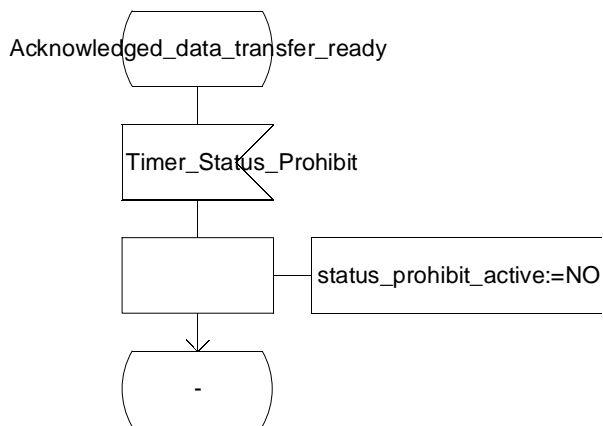 Acknowledged_data_transfer_ready
Timer_Status_Prohibit
status_prohibit_active:=NO
-